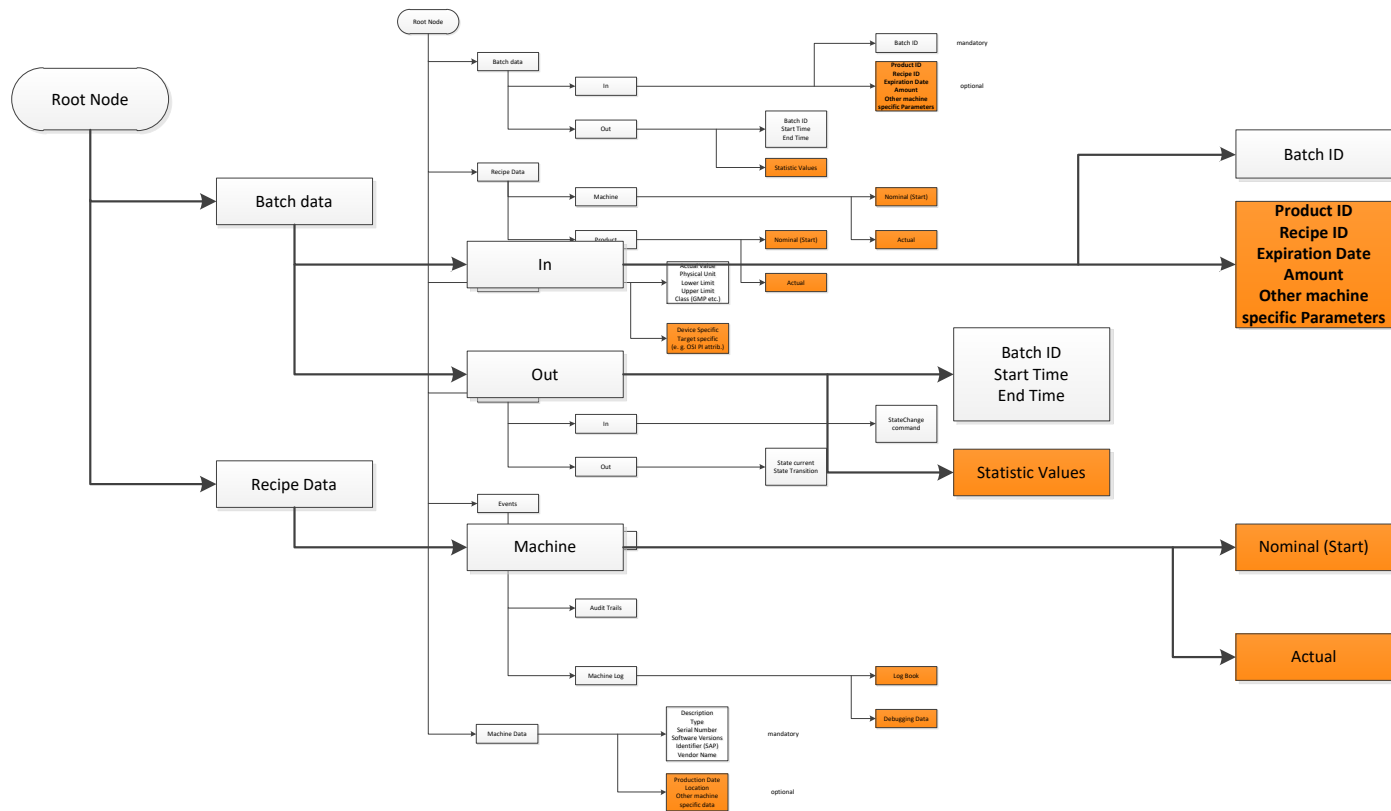 Root Node
Batch data
In
Batch ID
mandatory
Product ID
Recipe ID
Expiration Date
Amount
Other machine
specific Parameters
optional
Out
Batch ID
Start Time
End Time
Statistic Values
Recipe Data
Machine
Nominal (Start)
Actual
Product
Nominal (Start)
Actual
Actual Value
Physical Unit
Lower Limit
Upper Limit
Class (GMP etc.)
Device Specific
Target specific
(e. g. OSI PI attrib.)
In
StateChange
command
Out
State current
State Transition
Events
Audit Trails
Machine Log
Log Book
Debugging Data
Machine Data
Description
Type
Serial Number
Software Versions
Identifier (SAP)
Vendor Name
mandatory
Production Date
Location
Other machine
specific data
optional
Root Node
Batch data
In
Batch ID
Product ID
Recipe ID
Expiration Date
Amount
Other machine
specific Parameters
Out
Batch ID
Start Time
End Time
Statistic Values
Recipe Data
Machine
Nominal (Start)
Actual